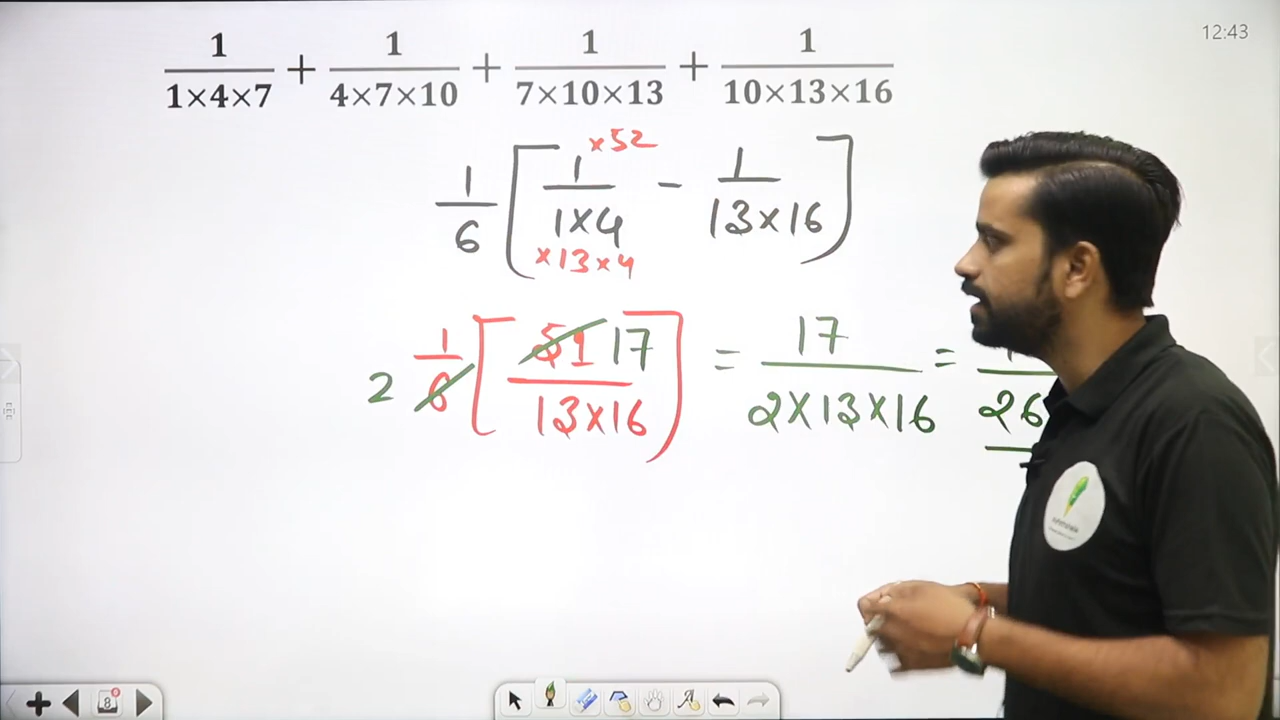 12:43
1/(1×4×7) + 1/(4×7×10) + 1/(7×10×13) + 1/(10×13×16)
×52
1/6 [ 1/(1×4) - 1/(13×16) ]
×13×4
2 1/6 [ 51 17/(13×16) ] = 17/(2×13×16) = 26
8